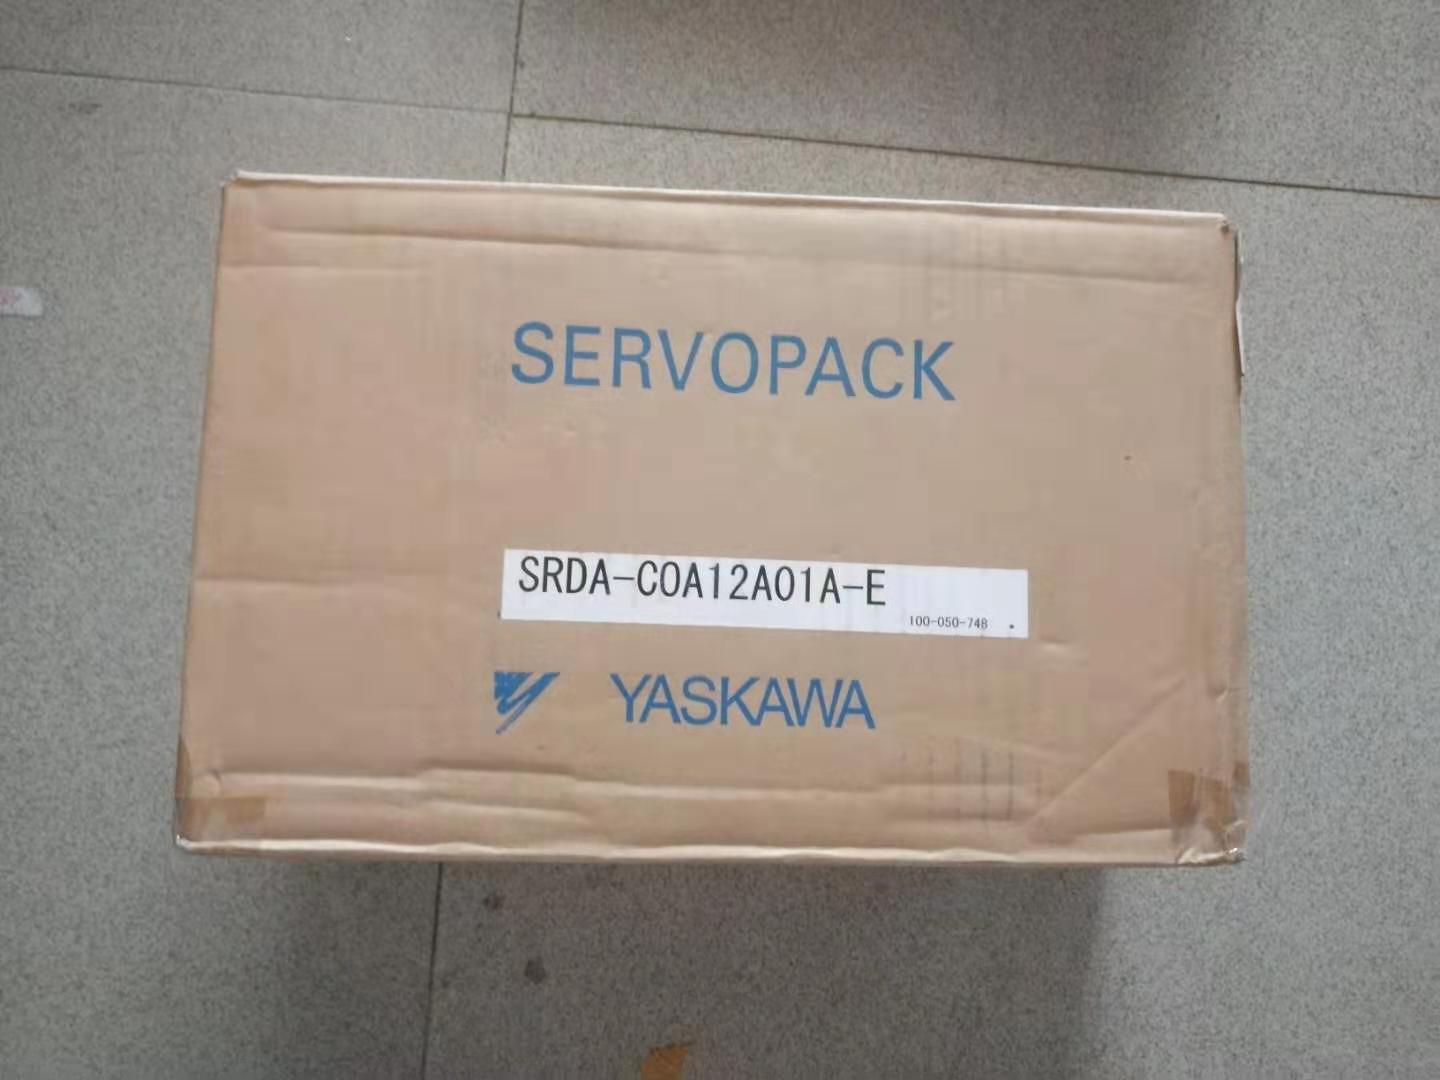 SERVOPACK
SRDA-COA12A01A-E
100-050-748
YASKAWA